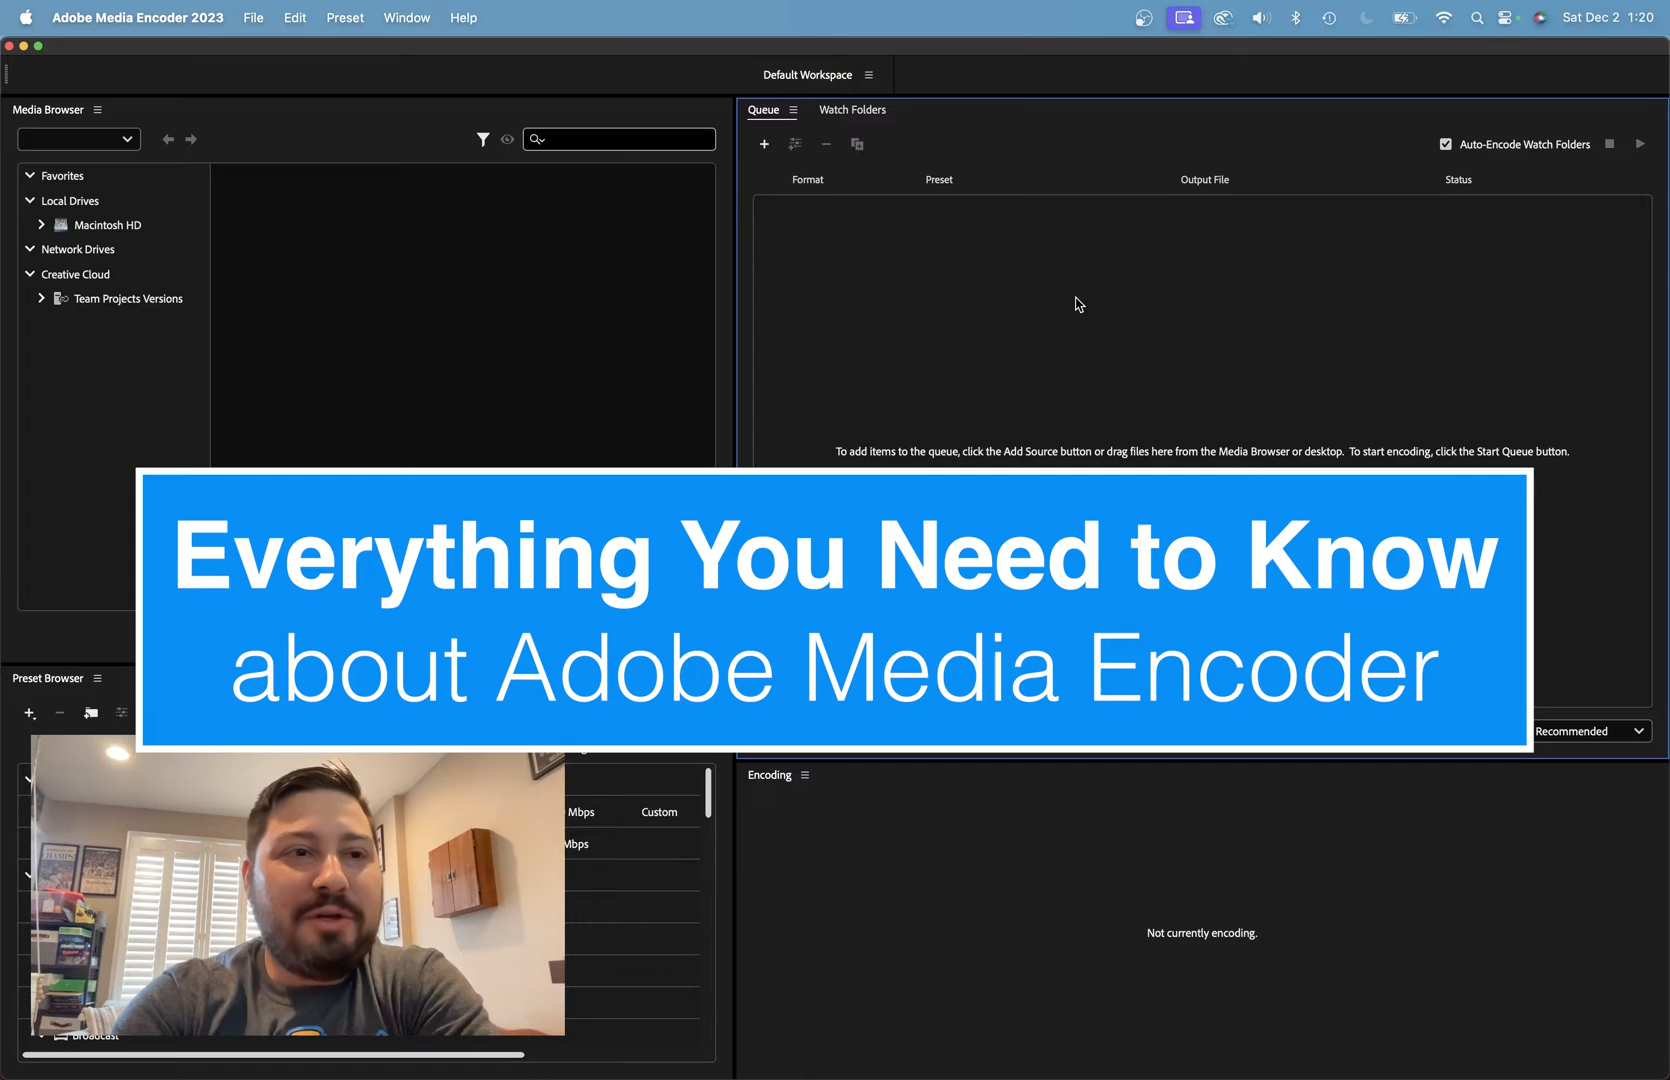 Adobe Media Encoder 2023 File Edit Preset Window Help Sat Dec 2 1:20
Default Workspace
Media Browser
Favorites
Local Drives
Macintosh HD
Network Drives
Creative Cloud
Team Projects Versions
Queue Watch Folders
Auto-Encode Watch Folders
Format Preset Output File Status
To add items to the queue, click the Add Source button or drag files here from the Media Browser or desktop. To start encoding, click the Start Queue button.
Everything You Need to Know
about Adobe Media Encoder
Recommended
Preset Browser
Mbps Custom
Mbps
Broadcast
Encoding
Not currently encoding.